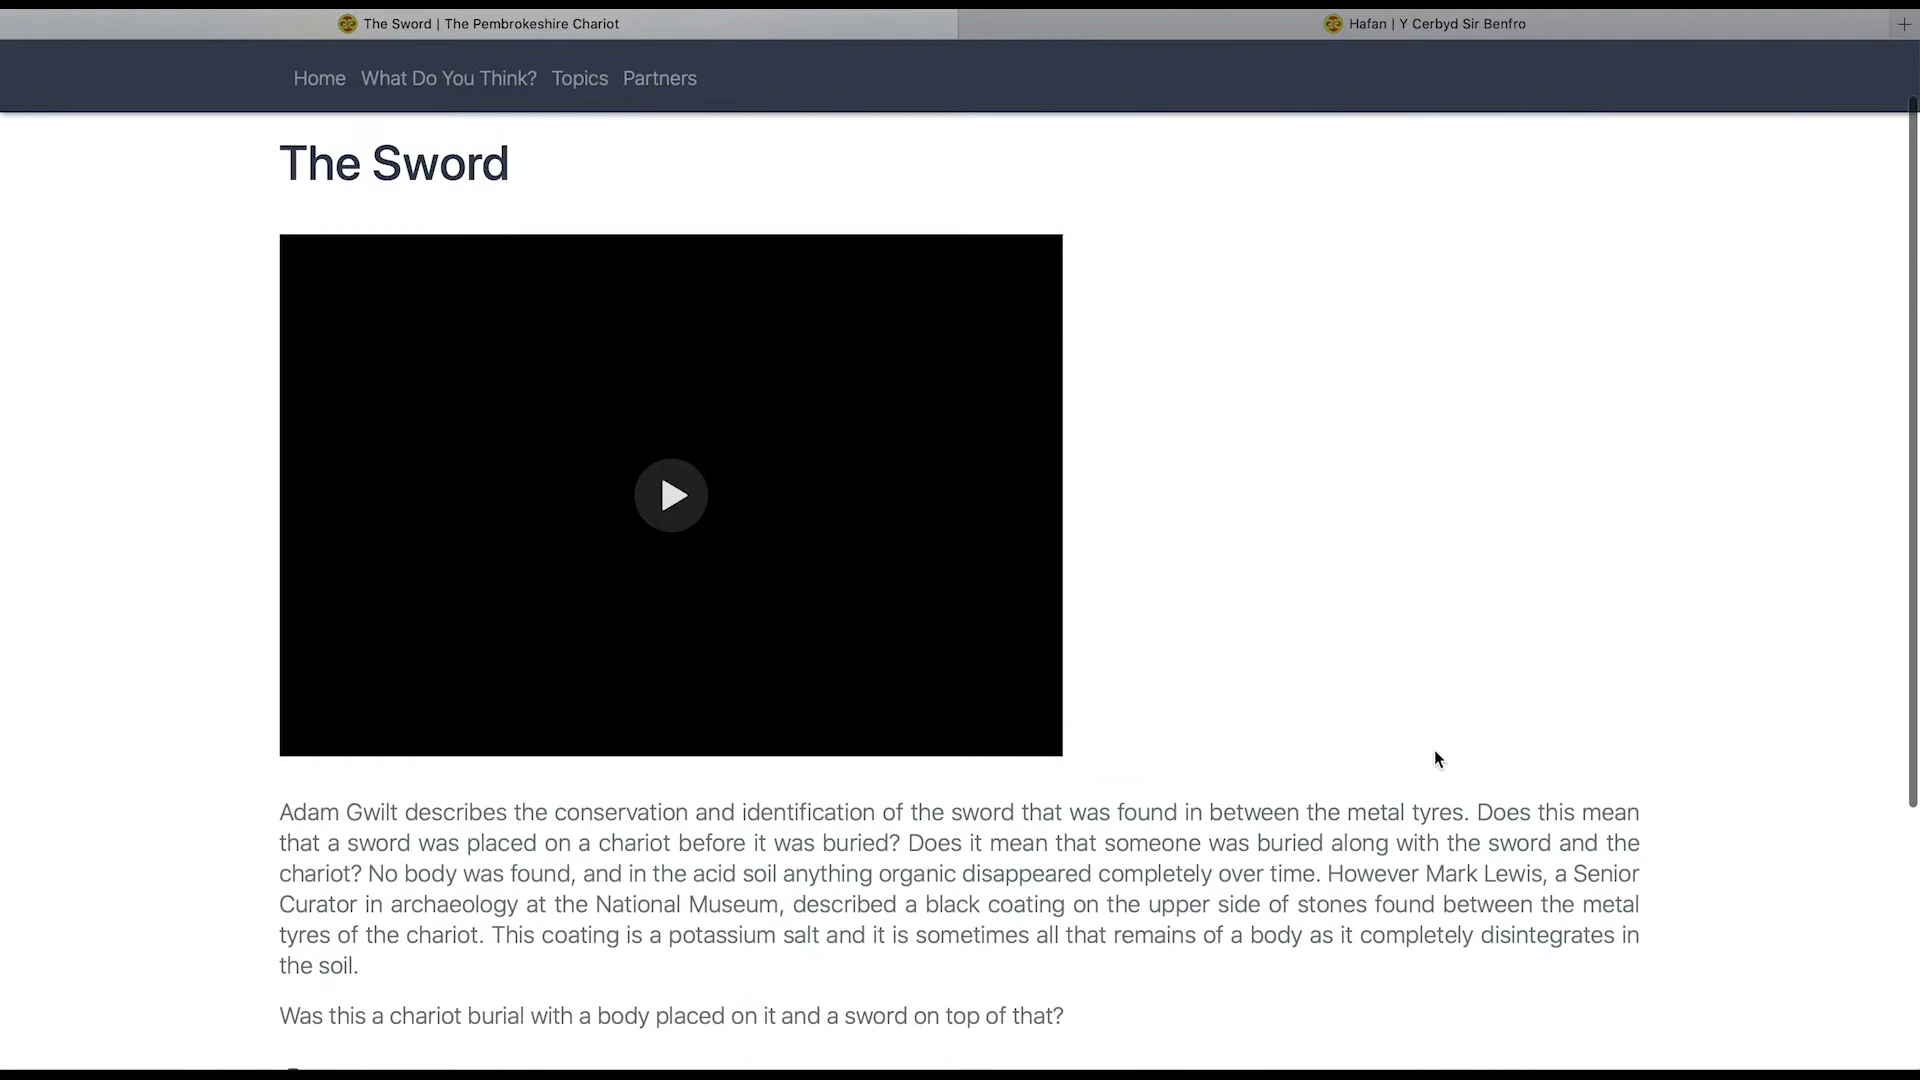 The Sword | The Pembrokeshire Chariot
Hafan | Y Cerbyd Sir Benfro
Home What Do You Think? Topics Partners
The Sword
Adam Gwilt describes the conservation and identification of the sword that was found in between the metal tyres. Does this mean
that a sword was placed on a chariot before it was buried? Does it mean that someone was buried along with the sword and the
chariot? No body was found, and in the acid soil anything organic disappeared completely over time. However Mark Lewis, a Senior
Curator in archaeology at the National Museum, described a black coating on the upper side of stones found between the metal
tyres of the chariot. This coating is a potassium salt and it is sometimes all that remains of a body as it completely disintegrates in
the soil.
Was this a chariot burial with a body placed on it and a sword on top of that?